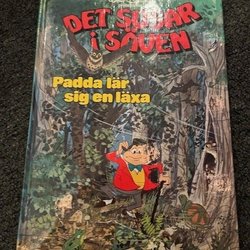 DET SUSAR
i SÄVEN
Padda lär
sig en läxa